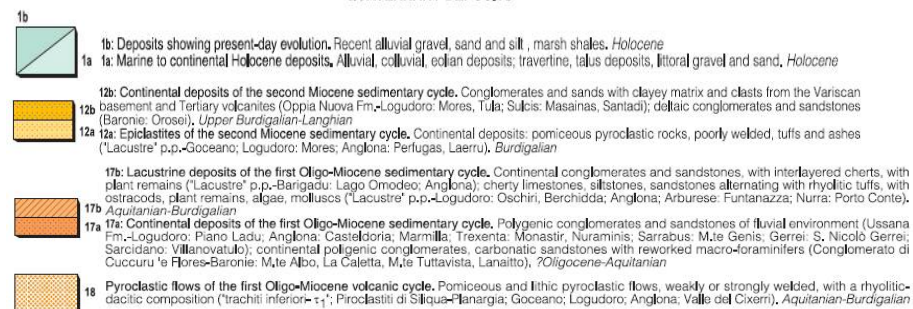 1b
1b: Deposits showing present-day evolution. Recent alluvial gravel, sand and silt , marsh shales. Holocene
1a 1a: Marine to continental Holocene deposits. Alluvial, colluvial, eolian deposits; travertine, talus deposits, littoral gravel and sand. Holocene
12b: Continental deposits of the second Miocene sedimentary cycle. Conglomerates and sands with clayey matrix and clasts from the Variscan
12b basement and Tertiary volcanites (Oppia Nuova Fm.-Logudoro: Mores, Tula; Sulcis: Masainas, Santadi); deltaic conglomerates and sandstones
(Baronie: Orosei). Upper Burdigalian-Langhian
12a 12a: Epiclastites of the second Miocene sedimentary cycle. Continental deposits: pomiceous pyroclastic rocks, poorly welded, tuffs and ashes
("Lacustre" p.p.-Goceano; Logudoro: Mores; Anglona: Perfugas, Laerru). Burdigalian
17b: Lacustrine deposits of the first Oligo-Miocene sedimentary cycle. Continental conglomerates and sandstones, with interlayered cherts, with
plant remains ("Lacustre" p.p.-Barigadu: Lago Omodeo; Anglona); cherty limestones, siltstones, sandstones alternating with rhyolitic tuffs, with
ostracods, plant remains, algae, molluscs ("Lacustre" p.p.-Logudoro: Oschiri, Berchidda; Anglona; Arburese: Funtanazza; Nurra: Porto Conte).
17b Aquitanian-Burdigalian
17a 17a: Continental deposits of the first Oligo-Miocene sedimentary cycle. Polygenic conglomerates and sandstones of fluvial environment (Ussana
Fm.-Logudoro: Piano Ladu; Anglona: Casteldoria; Marmilla; Trexenta: Monastir, Nuraminis; Sarrabus: M.te Genis; Gerrei: S. Nicolò Gerrei;
Sarcidano: Villanovatulo); continental poligenic conglomerates, carbonatic sandstones with reworked macro-foraminifers (Conglomerato di
Cuccuru 'e Flores-Baronie: M.te Albo, La Caletta, M.te Tuttavista, Lanaitto), ?Oligocene-Aquitanian
18 Pyroclastic flows of the first Oligo-Miocene volcanic cycle. Pomiceous and lithic pyroclastic flows, weakly or strongly welded, with a rhyolitic-
dacitic composition ("trachiti inferiori- τ1"; Piroclastiti di Siliqua-Planargia; Goceano; Logudoro; Anglona; Valle del Cixerri). Aquitanian-Burdigalian